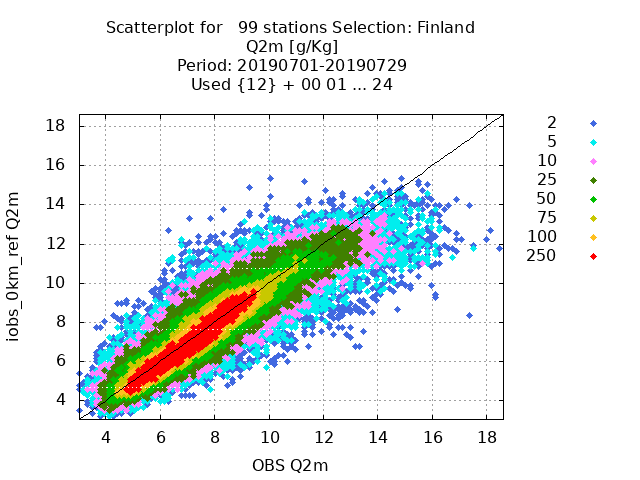 Scatterplot for   99 stations Selection: Finland
Q2m [g/Kg]
Period: 20190701-20190729
Used {12} + 00 01 ... 24
18
16
14
12
10
8
6
4
iobs_0km_ref Q2m
4 6 8 10 12 14 16 18
OBS Q2m
2
5
10
25
50
75
100
250